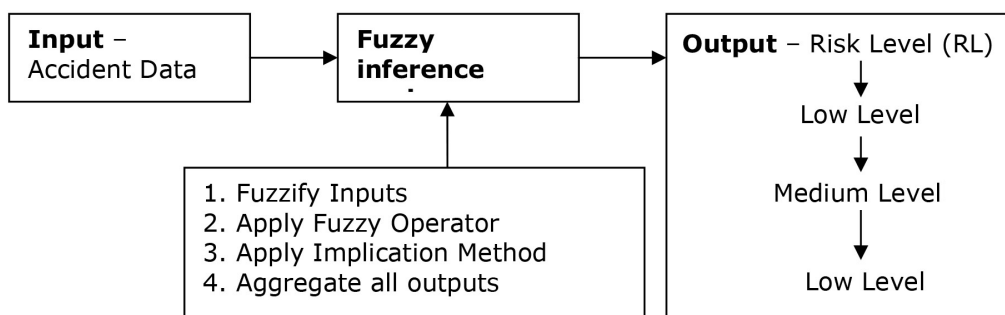 Input –
Accident Data
Fuzzy
inference
Output – Risk Level (RL)
Low Level
Medium Level
Low Level
1. Fuzzify Inputs
2. Apply Fuzzy Operator
3. Apply Implication Method
4. Aggregate all outputs